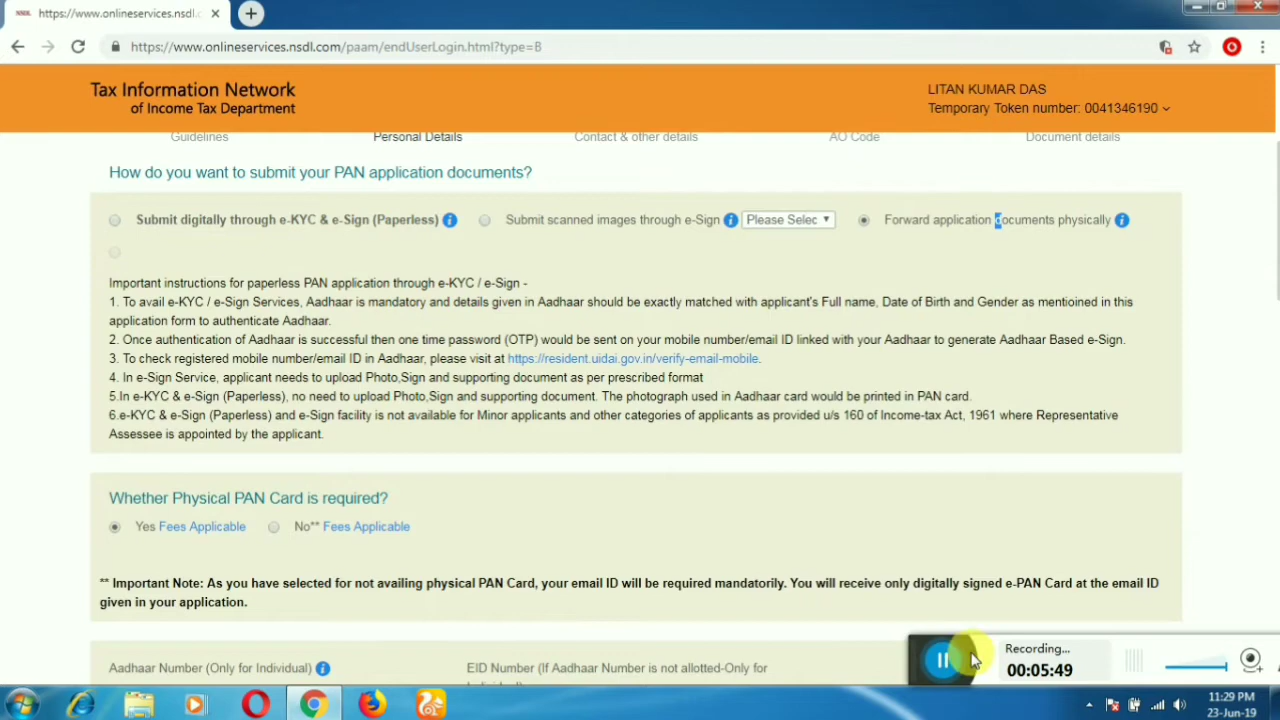 NSDL https://www.onlineservices.nsdl.c
https://www.onlineservices.nsdl.com/paam/endUserLogin.html?type=B
Tax Information Network
of Income Tax Department
LITAN KUMAR DAS
Temporary Token number: 0041346190
Guidelines Personal Details Contact & other details AO Code Document details
How do you want to submit your PAN application documents?
Submit digitally through e-KYC & e-Sign (Paperless) Submit scanned images through e-Sign Please Selec Forward application documents physically
Important instructions for paperless PAN application through e-KYC / e-Sign -
1. To avail e-KYC / e-Sign Services, Aadhaar is mandatory and details given in Aadhaar should be exactly matched with applicant's Full name, Date of Birth and Gender as mentioined in this
application form to authenticate Aadhaar.
2. Once authentication of Aadhaar is successful then one time password (OTP) would be sent on your mobile number/email ID linked with your Aadhaar to generate Aadhaar Based e-Sign.
3. To check registered mobile number/email ID in Aadhaar, please visit at https://resident.uidai.gov.in/verify-email-mobile.
4. In e-Sign Service, applicant needs to upload Photo,Sign and supporting document as per prescribed format
5.In e-KYC & e-Sign (Paperless), no need to upload Photo,Sign and supporting document. The photograph used in Aadhaar card would be printed in PAN card.
6.e-KYC & e-Sign (Paperless) and e-Sign facility is not available for Minor applicants and other categories of applicants as provided u/s 160 of Income-tax Act, 1961 where Representative
Assessee is appointed by the applicant.
Whether Physical PAN Card is required?
Yes Fees Applicable No** Fees Applicable
** Important Note: As you have selected for not availing physical PAN Card, your email ID will be required mandatorily. You will receive only digitally signed e-PAN Card at the email ID
given in your application.
Aadhaar Number (Only for Individual) EID Number (If Aadhaar Number is not allotted-Only for
Recording...
00:05:49
11:29 PM
23-Jun-19